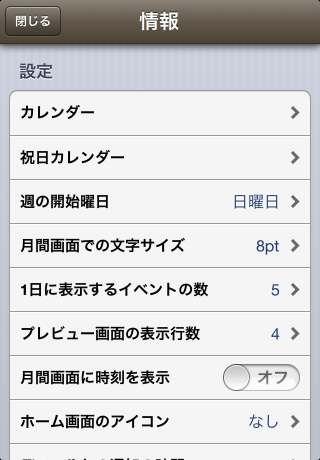 閉じる
情報
設定
カレンダー
祝日カレンダー
週の開始曜日 日曜日
月間画面での文字サイズ 8pt
1日に表示するイベントの数 5
プレビュー画面の表示行数 4
月間画面に時刻を表示 オフ
ホーム画面のアイコン なし